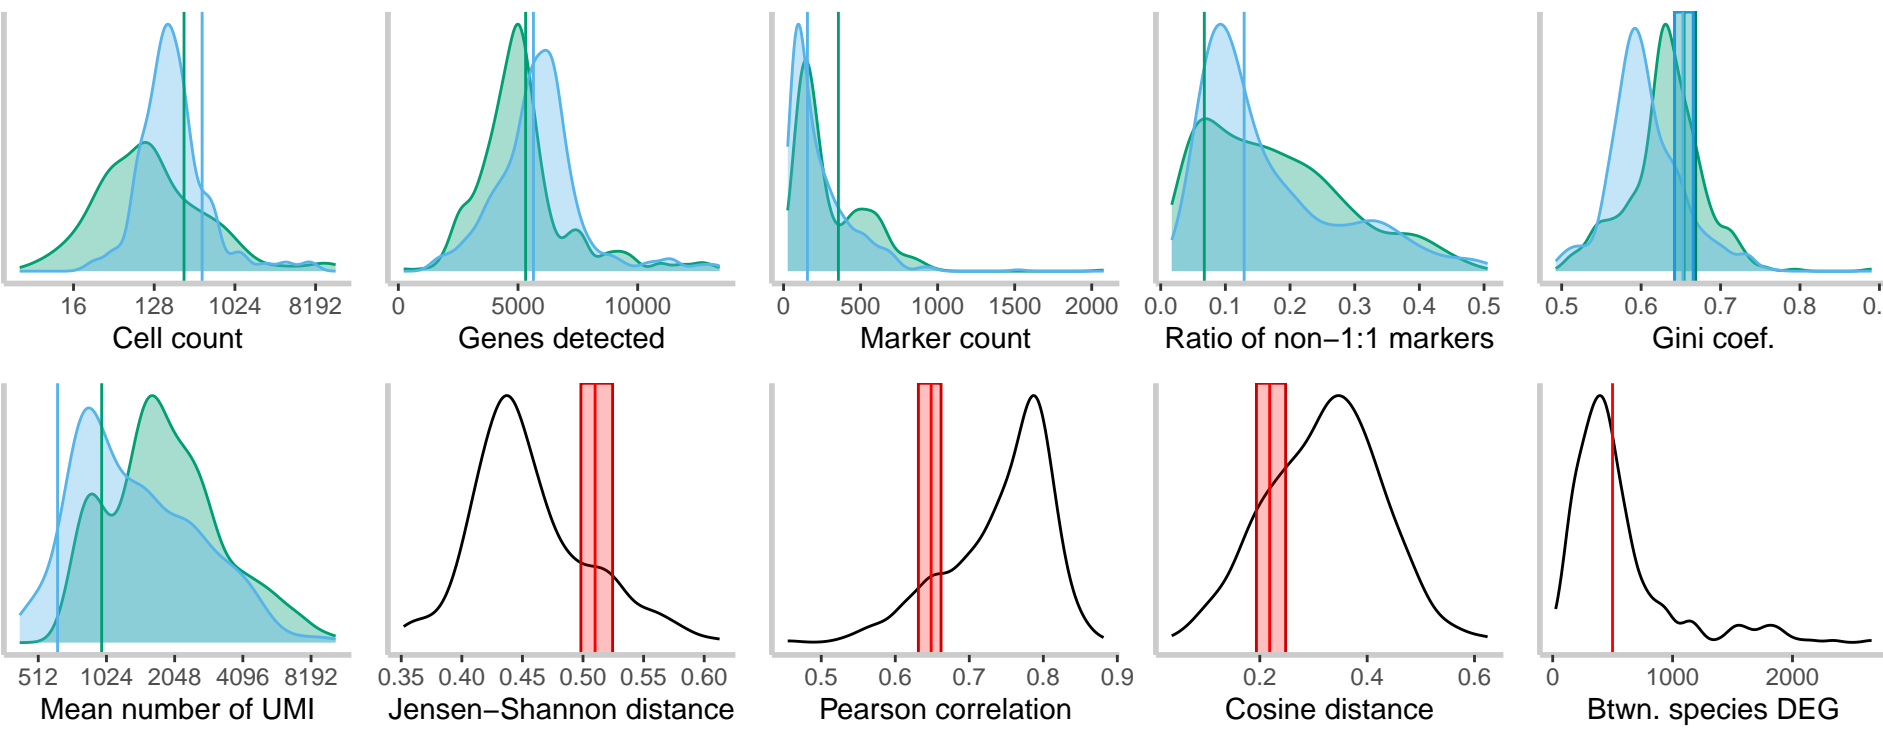 16 128 1024 8192
Cell count
0 5000 10000
Genes detected
0 500 1000 1500 2000
Marker count
0.0 0.1 0.2 0.3 0.4 0.5
Ratio of non−1:1 markers
0.5 0.6 0.7 0.8 0.
Gini coef.
512 1024 2048 4096 8192
Mean number of UMI
0.35 0.40 0.45 0.50 0.55 0.60
Jensen−Shannon distance
0.5 0.6 0.7 0.8 0.9
Pearson correlation
0.2 0.4 0.6
Cosine distance
0 1000 2000
Btwn. species DEG